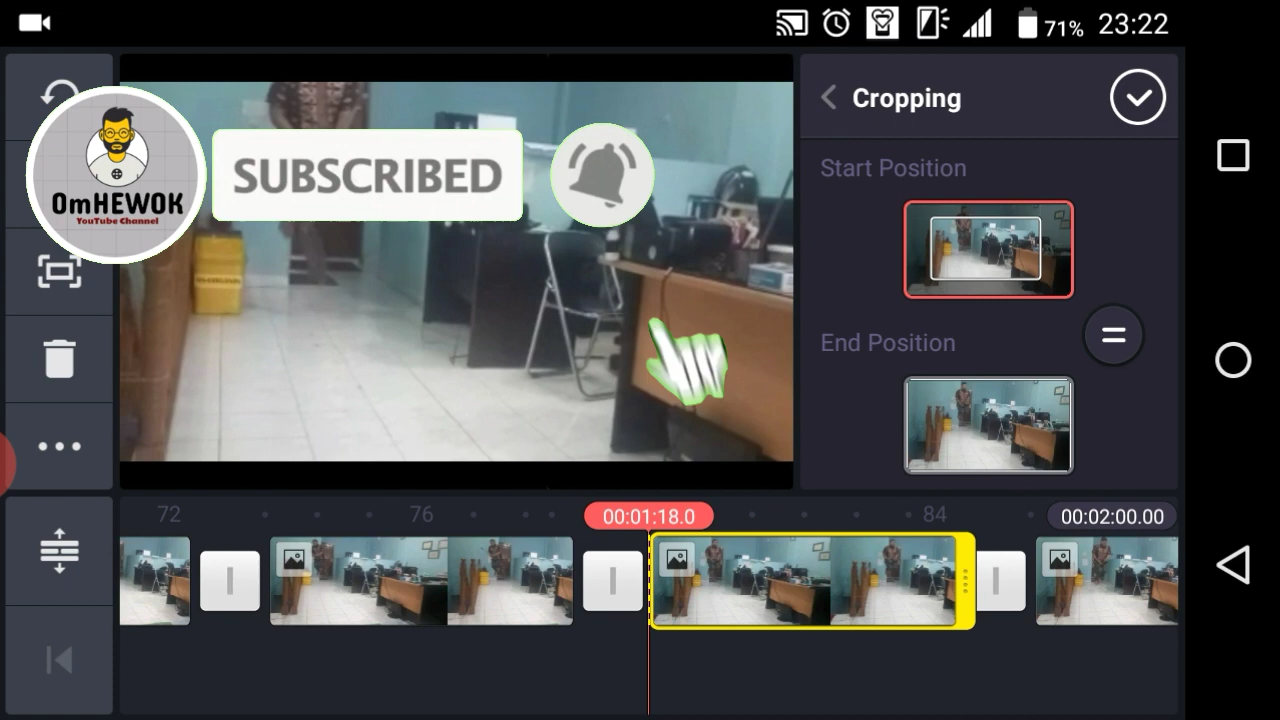 71% 23:22
Cropping
Start Position
SUBSCRIBED
OmHEWOK
YouTube Channel
End Position
72
76
00:01:18.0
84
00:02:00.00